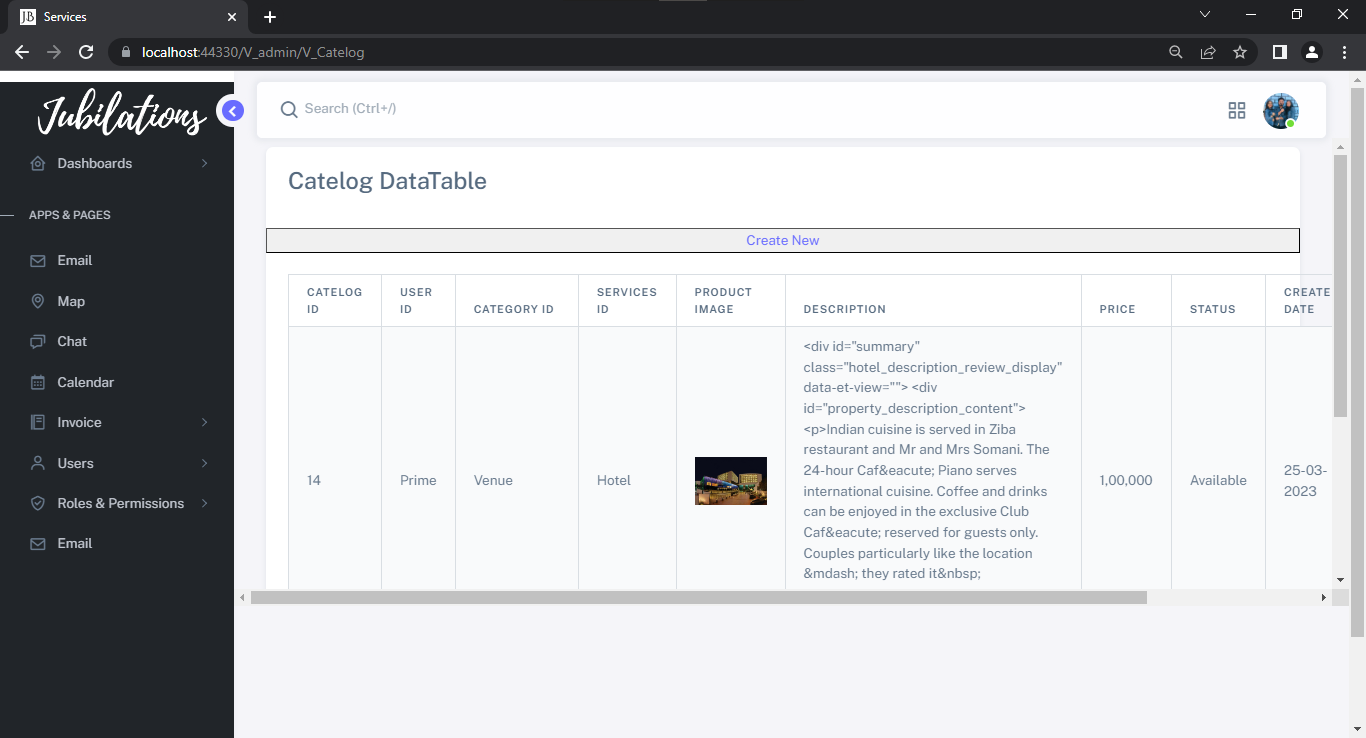 JB Services
localhost:44330/V_admin/V_Catelog
Jubilations
Search (Ctrl+/)
Dashboards
APPS & PAGES
Email
Map
Chat
Calendar
Invoice
Users
Roles & Permissions
Email
Catelog DataTable
Create New
CATELOG ID
USER ID
CATEGORY ID
SERVICES ID
PRODUCT IMAGE
DESCRIPTION
PRICE
STATUS
CREATE DATE
14
Prime
Venue
Hotel
<div id="summary"
class="hotel_description_review_display"
data-et-view=""> <div
id="property_description_content">
<p>Indian cuisine is served in Ziba
restaurant and Mr and Mrs Somani. The
24-hour Caf&eacute; Piano serves
international cuisine. Coffee and drinks
can be enjoyed in the exclusive Club
Caf&eacute; reserved for guests only.
Couples particularly like the location
&mdash; they rated it&nbsp;
1,00,000
Available
25-03-
2023